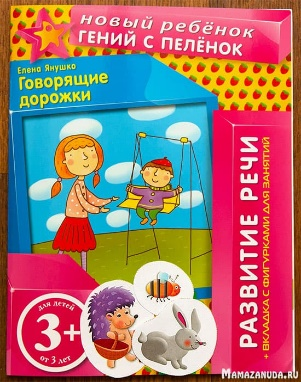 новый ребёнок
ГЕНИЙ С ПЕЛЁНОК
Елена Янушко
Говорящие
дорожки
РАЗВИТИЕ РЕЧИ
+ ВКЛАДКА С ФИГУРКАМИ ДЛЯ ЗАНЯТИЙ
для детей
3+
от 3 лет
MAMAZANUDA.RU